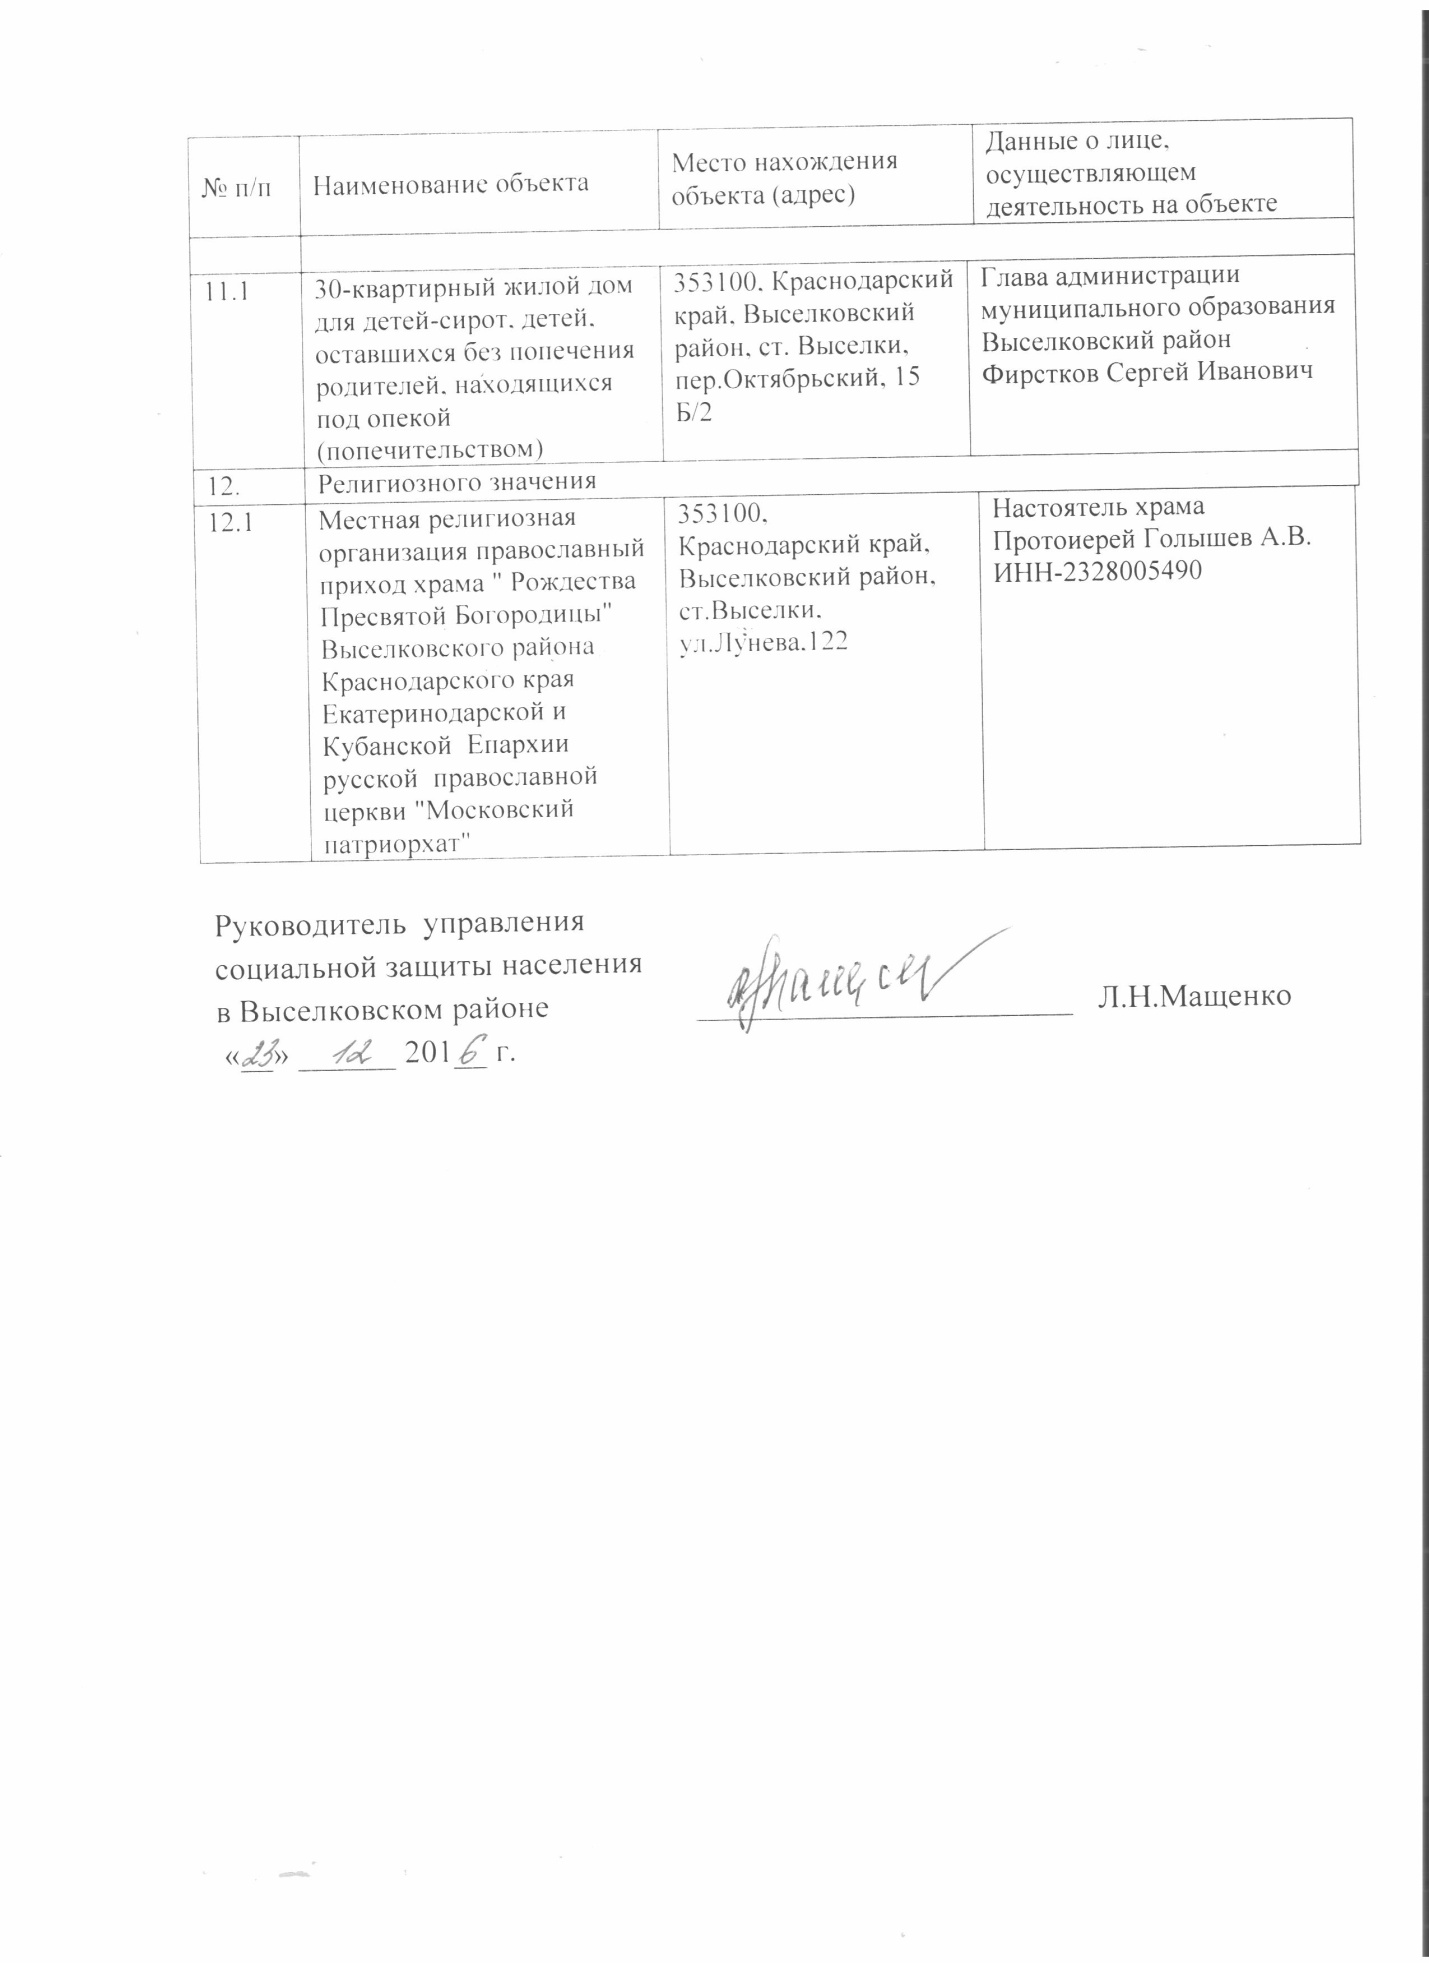 № п/п
Наименование объекта
Место нахождения
объекта (адрес)
Данные о лице,
осуществляющем
деятельность на объекте
11.1
30-квартирный жилой дом
для детей-сирот, детей,
оставшихся без попечения
родителей, находящихся
под опекой
(попечительством)
353100, Краснодарский
край, Выселковский
район, ст. Выселки,
пер.Октябрьский, 15
Б/2
Глава администрации
муниципального образования
Выселковский район
Фирстков Сергей Иванович
12.
Религиозного значения
12.1
Местная религиозная
организация православный
приход храма " Рождества
Пресвятой Богородицы"
Выселковского района
Краснодарского края
Екатеринодарской и
Кубанской Епархии
русской православной
церкви "Московский
патриорхат"
353100,
Краснодарский край,
Выселковский район,
ст.Выселки,
ул.Лунева,122
Настоятель храма
Протоиерей Голышев А.В.
ИНН-2328005490
Руководитель управления
социальной защиты населения
в Выселковском районе
Л.Н.Мащенко
«23» 12 2016 г.